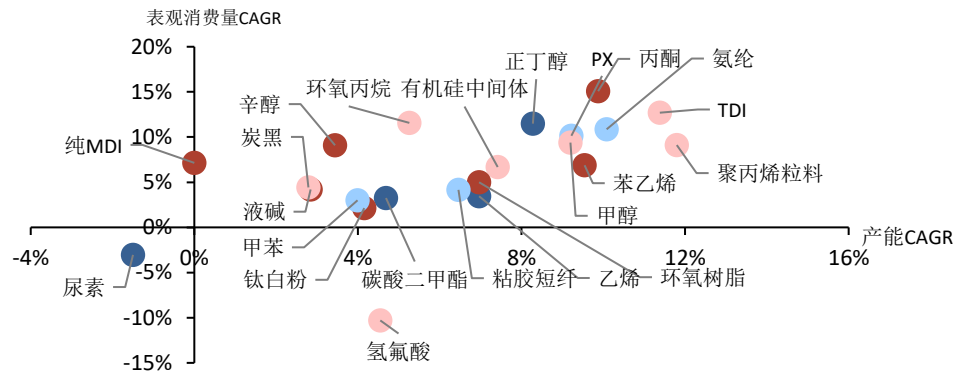 表观消费量CAGR
20%
15%
10%
5%
0%
-5%
-10%
-15%
-4%
0%
4%
8%
12%
16%
产能CAGR
正丁醇
PX
丙酮
氨纶
环氧丙烷
有机硅中间体
辛醇
炭黑
TDI
纯MDI
聚丙烯粒料
苯乙烯
液碱
甲醇
甲苯
尿素
钛白粉
碳酸二甲酯
粘胶短纤
乙烯
环氧树脂
氢氟酸